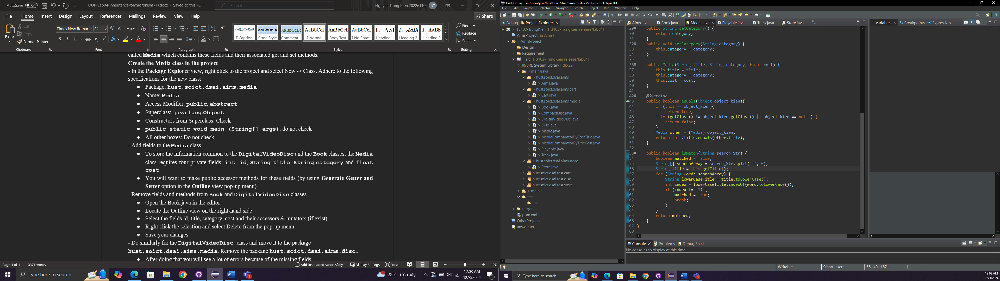 AutoSave Off OOP-Lab04-InheritancePolymorphism (1).docx - Saved to this PC Search Nguyen Trung Kien 20226110 NT
File Home Insert Design Layout References Mailings Review View Help Share
Paste Cut Copy Format Painter Clipboard
Times New Romar 24 Font Paragraph
AaBbCcDdI ¶ Caption
AaBbCcDc Code Style
AaBbCcDc Comment...
AaBbCcI ¶ Normal
AaBbCcI Body Text
AaBbCcI ¶ No Spac...
1. Aal Heading 1
1. AaBl Heading 2
1. AaBb( Heading 3
Styles
Find Replace Select Editing
called Media which contains these fields and their associated get and set methods.
Create the Media class in the project
- In the Package Explorer view, right click to the project and select New -> Class. Adhere to the following
specifications for the new class:
● Package: hust.soict.dsai.aims.media
● Name: Media
● Access Modifier: public, abstract
● Superclass: java.lang.Object
● Constructors from Superclass: Check
● public static void main (String[] args): do not check
● All other boxes: Do not check
- Add fields to the Media class
● To store the information common to the DigitalVideoDisc and the Book classes, the Media
class requires four private fields: int id, String title, String category and float
cost
● You will want to make public accessor methods for these fields (by using Generate Getter and
Setter option in the Outline view pop-up menu)
- Remove fields and methods from Book and DigitalVideoDisc classes
● Open the Book.java in the editor
● Locate the Outline view on the right-hand side
● Select the fields id, title, category, cost and their accessors & mutators (if exist)
● Right click the selection and select Delete from the pop-up menu
● Save your changes
- Do similarly for the DigitalVideoDisc class and move it to the package
hust.soict.dsai.aims.media. Remove the package hust.soict.dsai.aims.disc.
● After doing that you will see a lot of errors because of the missing fields
Page 4 of 11 3371 words Add-ins loaded successfully Display Settings Focus 110%
Type here to search 22°C Có mây 12:03 AM 12/3/2024
CodeLibrary - src/main/java/hust/soict/dsai/aims/media/Media.java - Eclipse IDE
File Edit Source Refactor Navigate Search Project Run Window Help
Debug Project Explorer
IT3103-TrungKien [IT3103-TrungKien release/lab04]
AimsProject (in Aims)
> AimsProject
Design
Requirement
> src [IT3103-TrungKien release/lab04]
JRE System Library [jdk-22]
> main/java
> hust.soict.dsai.aims
> Aims.java
> hust.soict.dsai.aims.cart
> Cart.java
> hust.soict.dsai.aims.media
> Book.java
> CompactDisc.java
> DigitalVideoDisc.java
> Disc.java
> Media.java
> MediaComparatorByCostTitle.java
> MediaComparatorByTitleCost.java
> Playable.java
> Track.java
> hust.soict.dsai.aims.store
> Store.java
hust.soict.dsai.test.cart
hust.soict.dsai.test.disc
hust.soict.dsai.test.store
> main
test
java
target
pom.xml
OtherProjects
answer.txt
Aims.java Book.java Media.java Playable.java Track.java Store.java 6
29 public String getCategory() {
30 return category;
31 }
32 public void setCategory(String category) {
33 this.category = category;
34 }
35
36 public Media(String title, String category, float cost) {
37 this.title = title;
38 this.category = category;
39 this.cost = cost;
40 }
41
42 @Override
43 public boolean equals(Object object_kien){
44 if (this == object_kien){
45 return true;
46 } if (getClass() != object_kien.getClass() || object_kien == null ) {
47 return false;
48 }
49 Media other = (Media) object_kien;
50 return this.title.equals(other.title);
51 }
52
53 public boolean isMatch(String search_Str) {
54 boolean matched = false;
55 String[] searchArray = search_Str.split(" ", 0);
56 String title = this.getTitle();
57 for (String word: searchArray) {
58 String lowerCaseTitle = title.toLowerCase();
59 int index = lowerCaseTitle.indexOf(word.toLowerCase());
60 if (index != -1) {
61 matched = true;
62 break;
63 }
64 }
65 return matched;
66 }
67 }
68
Variables Breakpoints Expressions
Console Problems Debug Shell
No consoles to display at this time.
Writable Smart Insert 56 : 40 : 1671
Type here to search 12:03 AM 12/3/2024